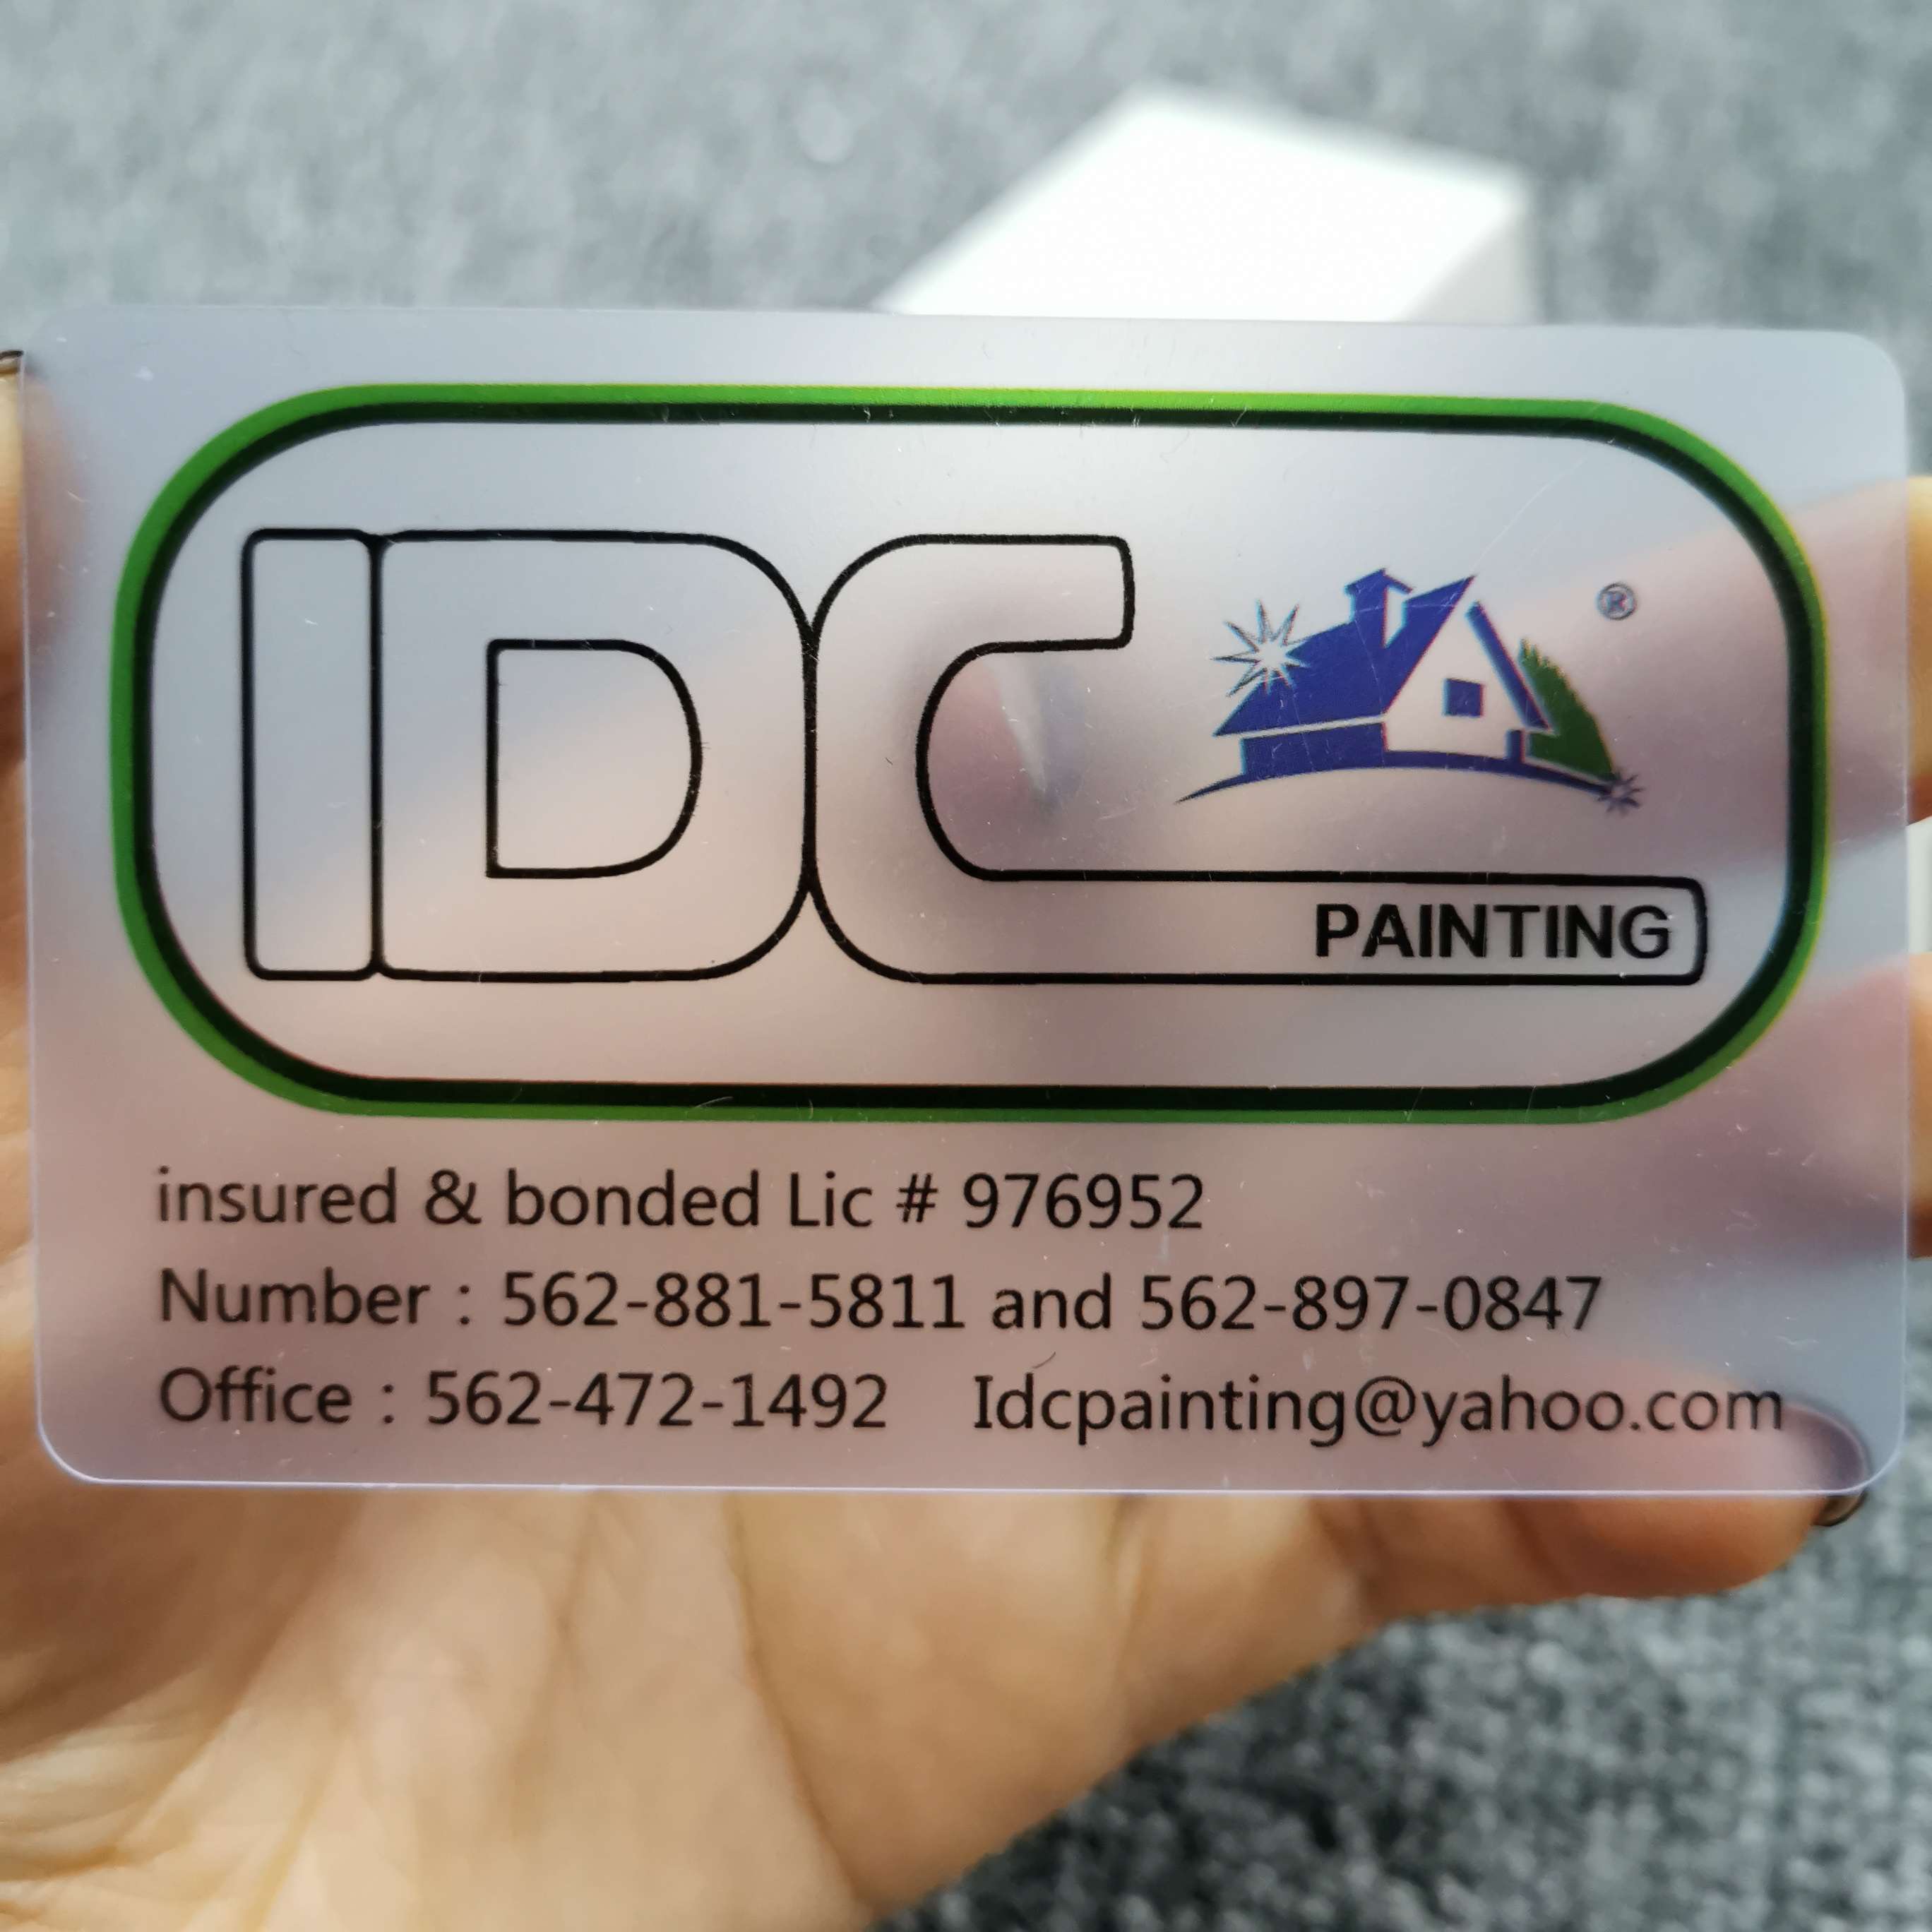 IDC
®
PAINTING
insured & bonded Lic # 976952
Number : 562-881-5811 and 562-897-0847
Office : 562-472-1492 Idcpainting@yahoo.com